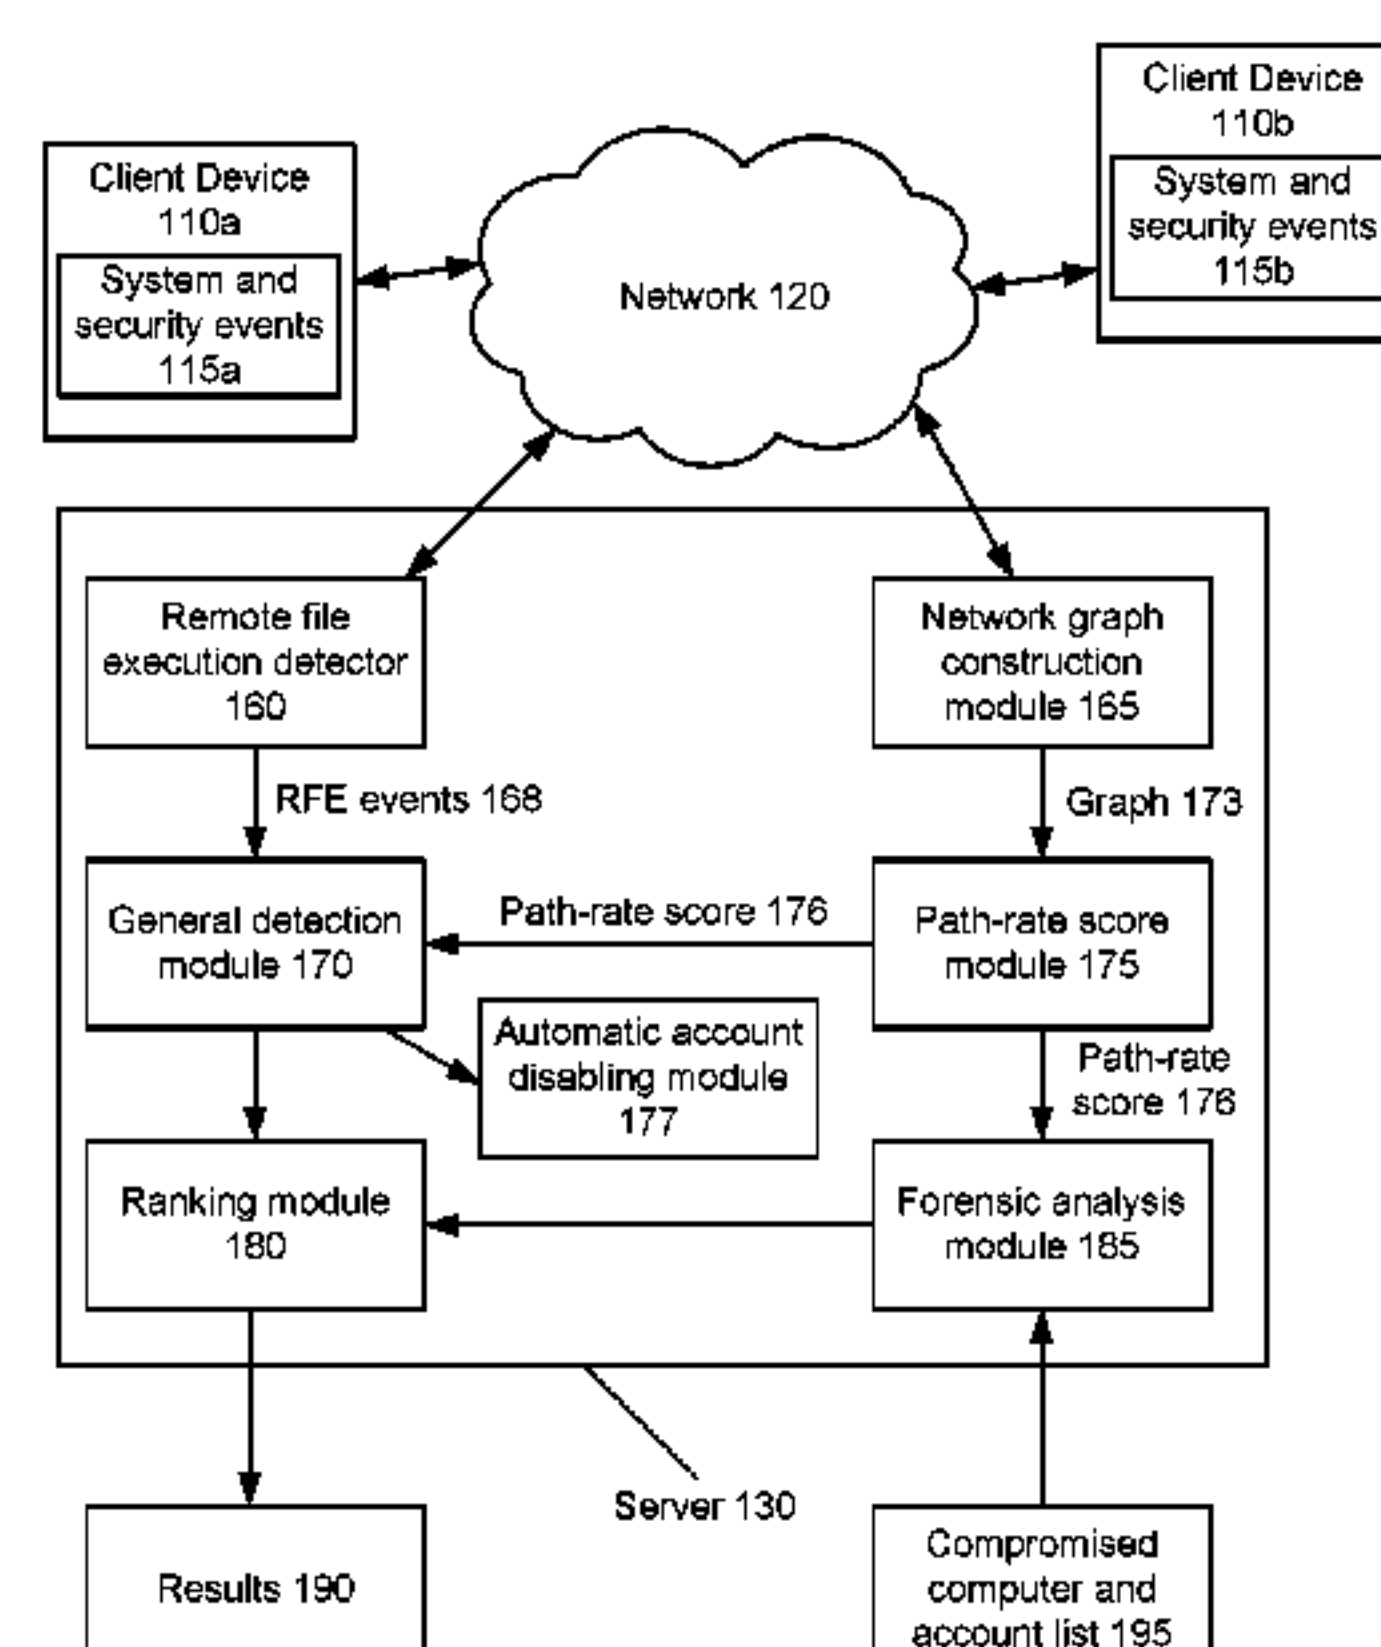 Client Device
110b
System and
security events
115b
Client Device
110a
System and
security events
115a
Network 120
Remote file
execution detector
160
Network graph
construction
module 165
RFE events 168
Graph 173
General detection
module 170
Path-rate score 176
Path-rate score
module 175
Automatic account
disabling module
177
Path-rate
score 176
Ranking module
180
Forensic analysis
module 185
Server 130
Results 190
Compromised
computer and
account list 195